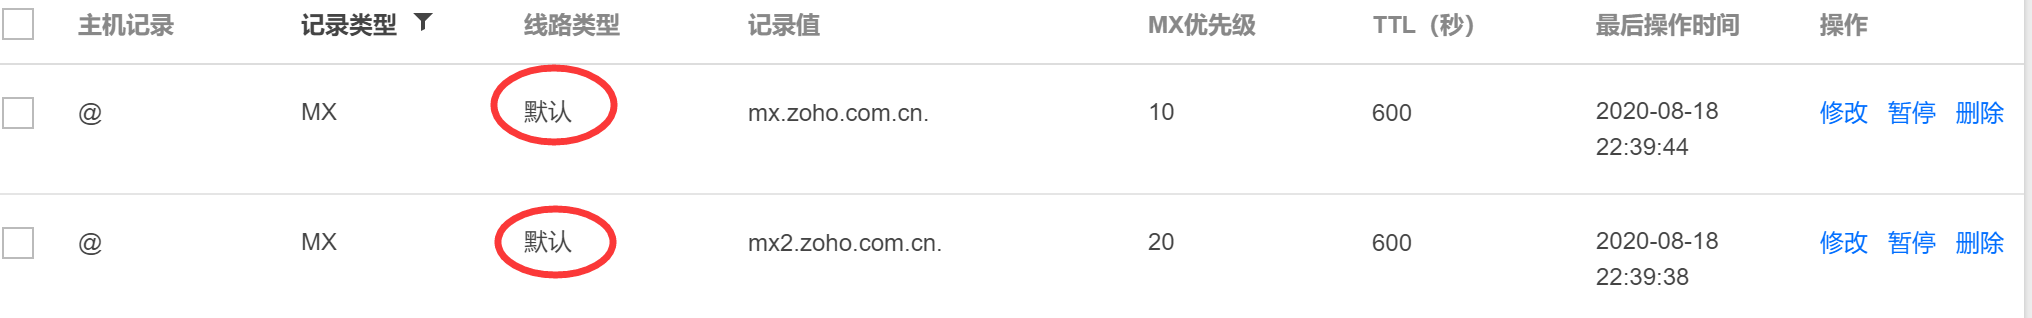 主机记录 记录类型 线路类型 记录值 MX优先级 TTL（秒） 最后操作时间 操作
@ MX 默认 mx.zoho.com.cn. 10 600 2020-08-18 修改 暂停 删除
22:39:44
@ MX 默认 mx2.zoho.com.cn. 20 600 2020-08-18 修改 暂停 删除
22:39:38